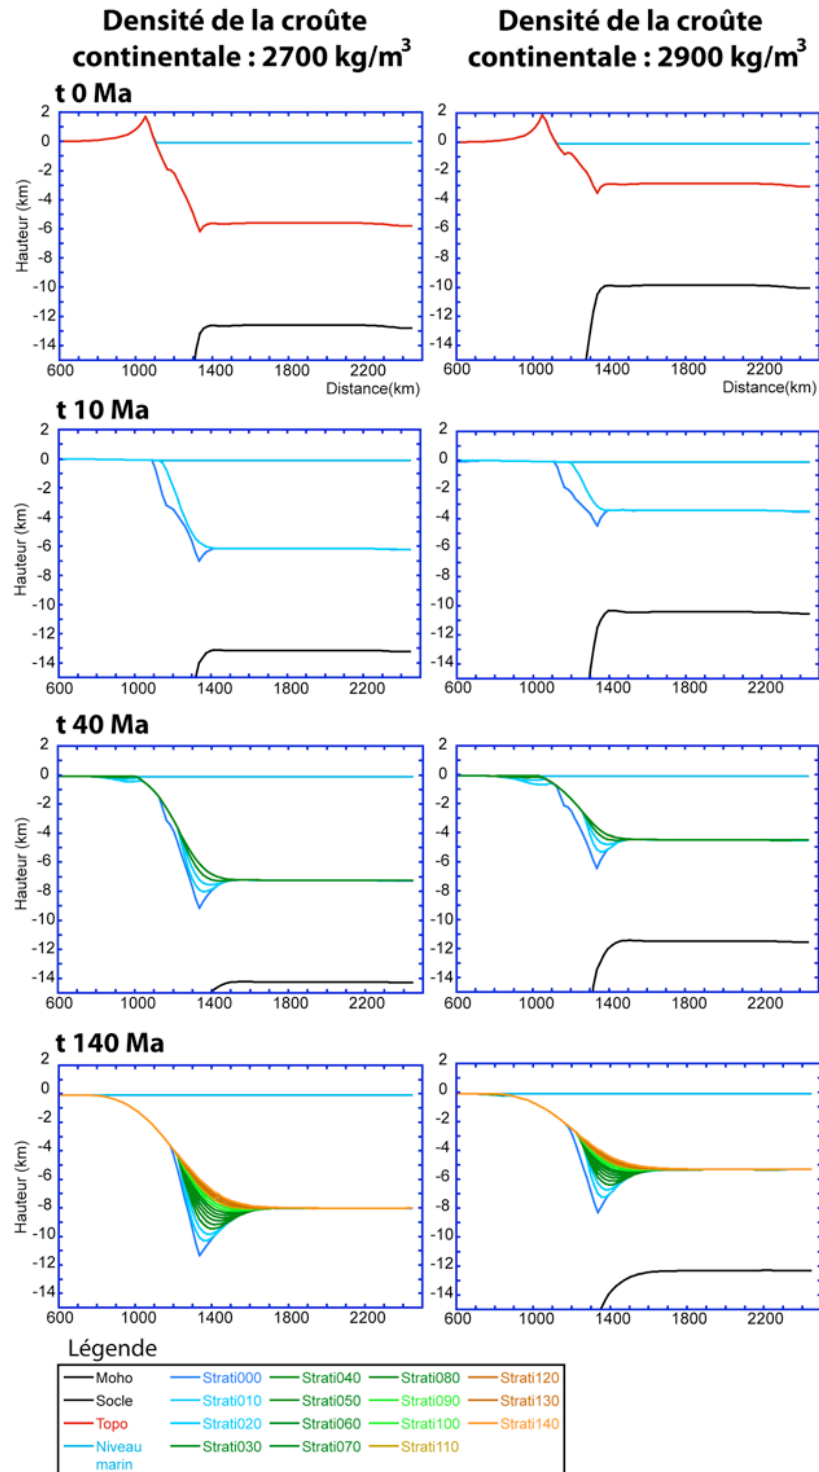 Densité de la croûte
continentale : 2700 kg/m³
Densité de la croûte
continentale : 2900 kg/m³
t 0 Ma
Hauteur (km)
2
0
-2
-4
-6
-8
-10
-12
-14
600 1000 1400 1800 2200
Distance(km)
2
0
-2
-4
-6
-8
-10
-12
-14
600 1000 1400 1800 2200
Distance(km)
t 10 Ma
Hauteur (km)
2
0
-2
-4
-6
-8
-10
-12
-14
600 1000 1400 1800 2200
2
0
-2
-4
-6
-8
-10
-12
-14
600 1000 1400 1800 2200
t 40 Ma
Hauteur (km)
2
0
-2
-4
-6
-8
-10
-12
-14
600 1000 1400 1800 2200
2
0
-2
-4
-6
-8
-10
-12
-14
600 1000 1400 1800 2200
t 140 Ma
Hauteur (km)
2
0
-2
-4
-6
-8
-10
-12
-14
600 1000 1400 1800 2200
2
0
-2
-4
-6
-8
-10
-12
-14
600 1000 1400 1800 2200
Légende
Moho Strati000 Strati040 Strati080 Strati120
Socle Strati010 Strati050 Strati090 Strati130
Topo Strati020 Strati060 Strati100 Strati140
Niveau Strati030 Strati070 Strati110
marin